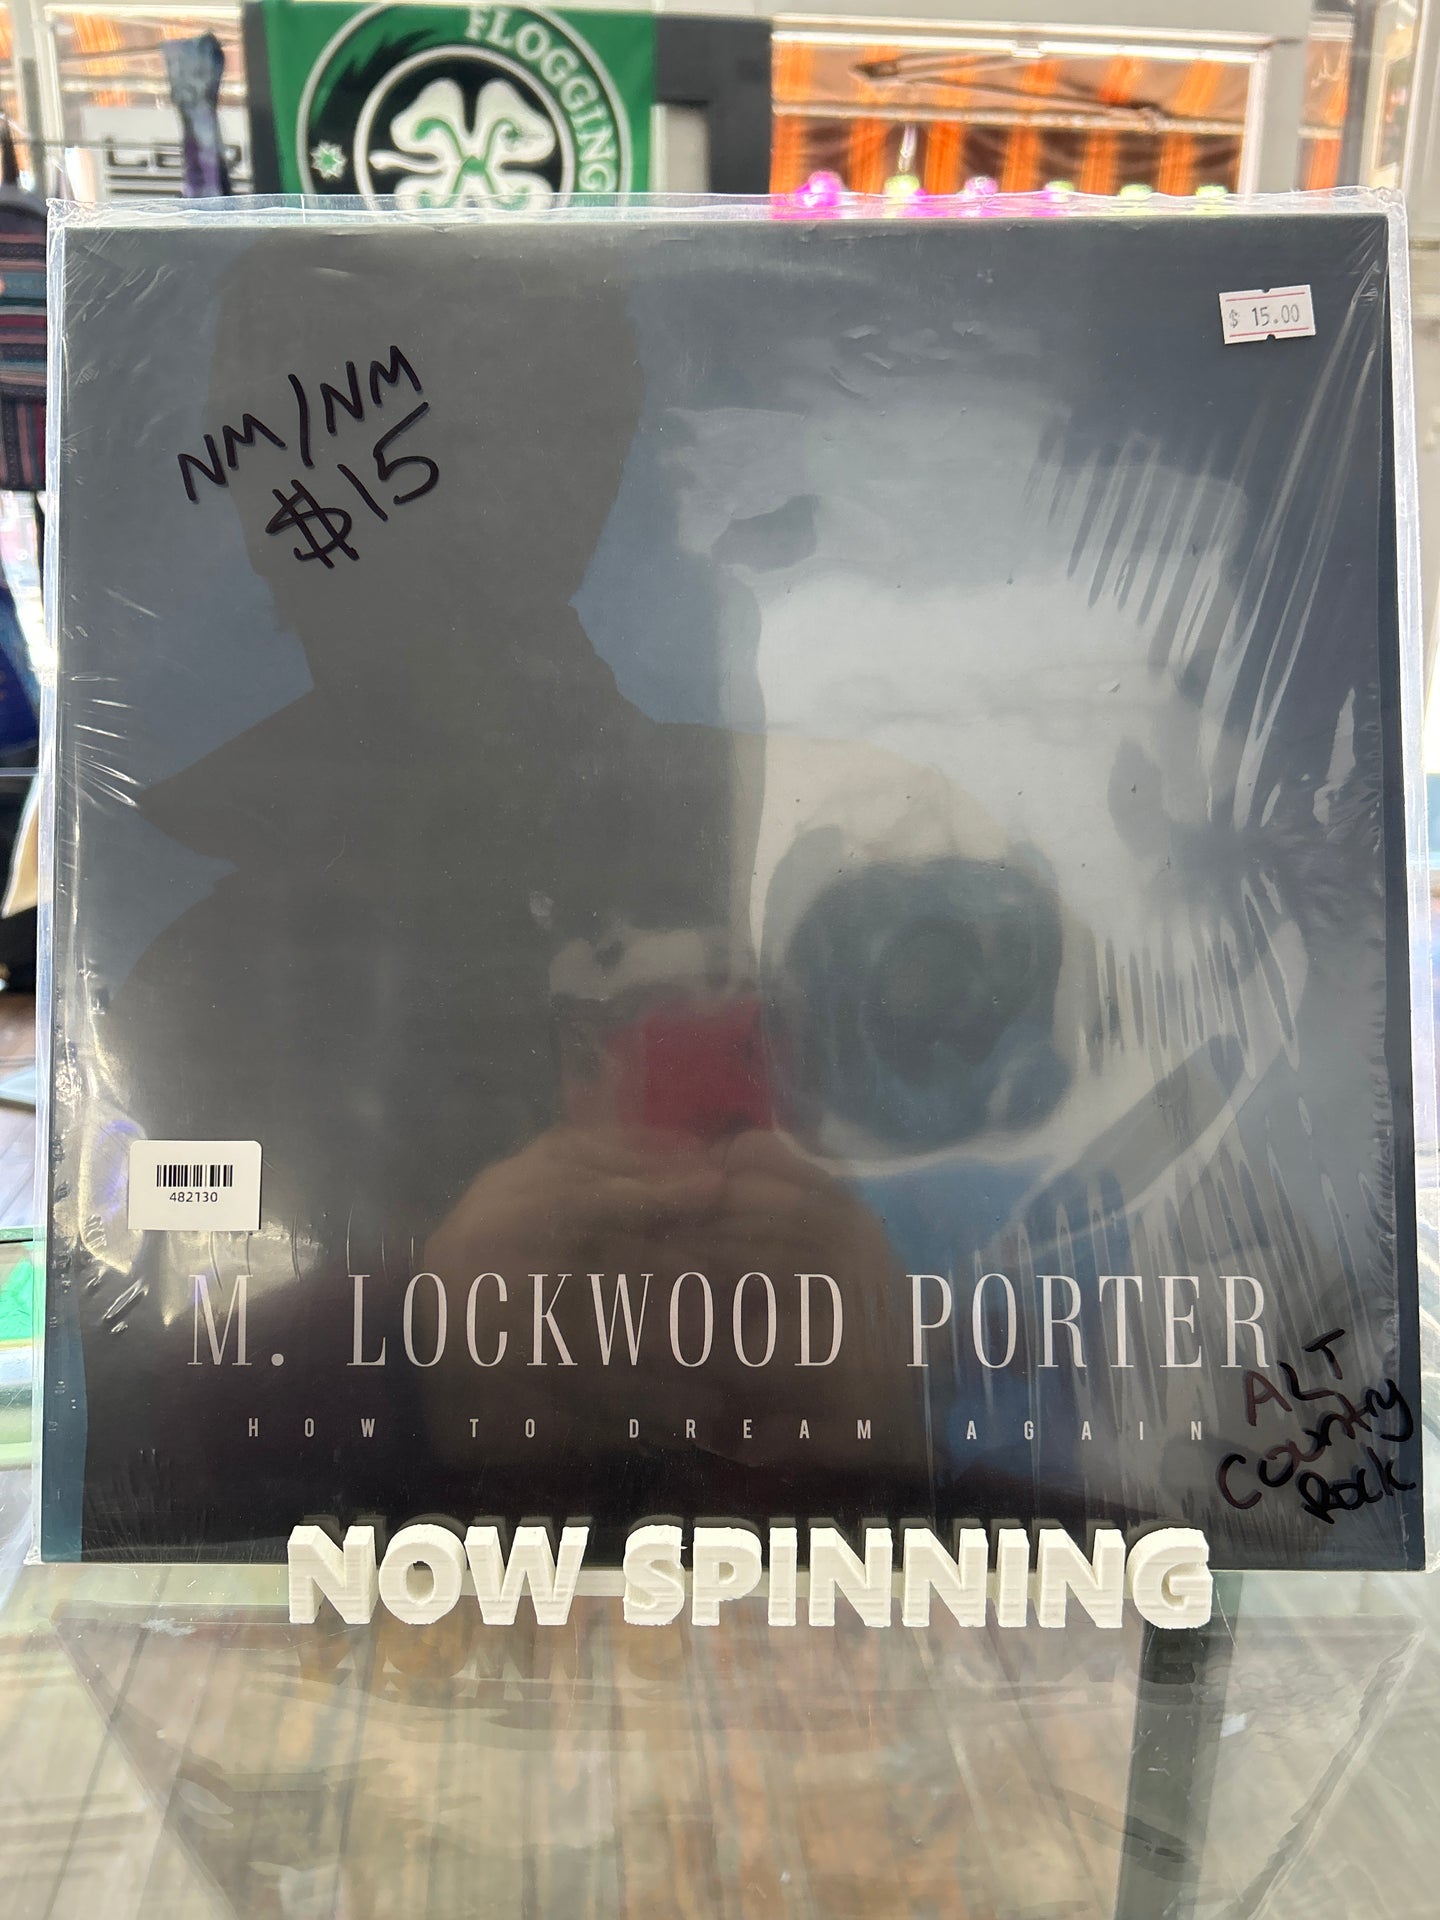 FLOGGING
$ 15.00
NM/NM
$15
482130
M. LOCKWOOD PORTER
HOW TO DREAM AGAIN
ALT
Country
Rock
NOW SPINNING